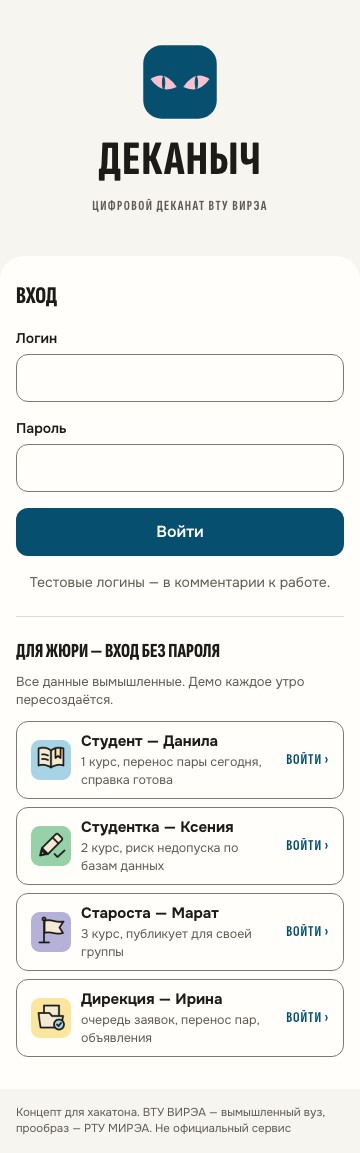 ДЕКАНЫЧ
ЦИФРОВОЙ ДЕКАНАТ ВТУ ВИРЭА
ВХОД
Логин
Пароль
Войти
Тестовые логины — в комментарии к работе.
ДЛЯ ЖЮРИ — ВХОД БЕЗ ПАРОЛЯ
Все данные вымышленные. Демо каждое утро
пересоздаётся.
Студент — Данила
1 курс, перенос пары сегодня,
справка готова
ВОЙТИ ›
Студентка — Ксения
2 курс, риск недопуска по
базам данных
ВОЙТИ ›
Староста — Марат
3 курс, публикует для своей
группы
ВОЙТИ ›
Дирекция — Ирина
очередь заявок, перенос пар,
объявления
ВОЙТИ ›
Концепт для хакатона. ВТУ ВИРЭА — вымышленный вуз,
прообраз — РТУ МИРЭА. Не официальный сервис